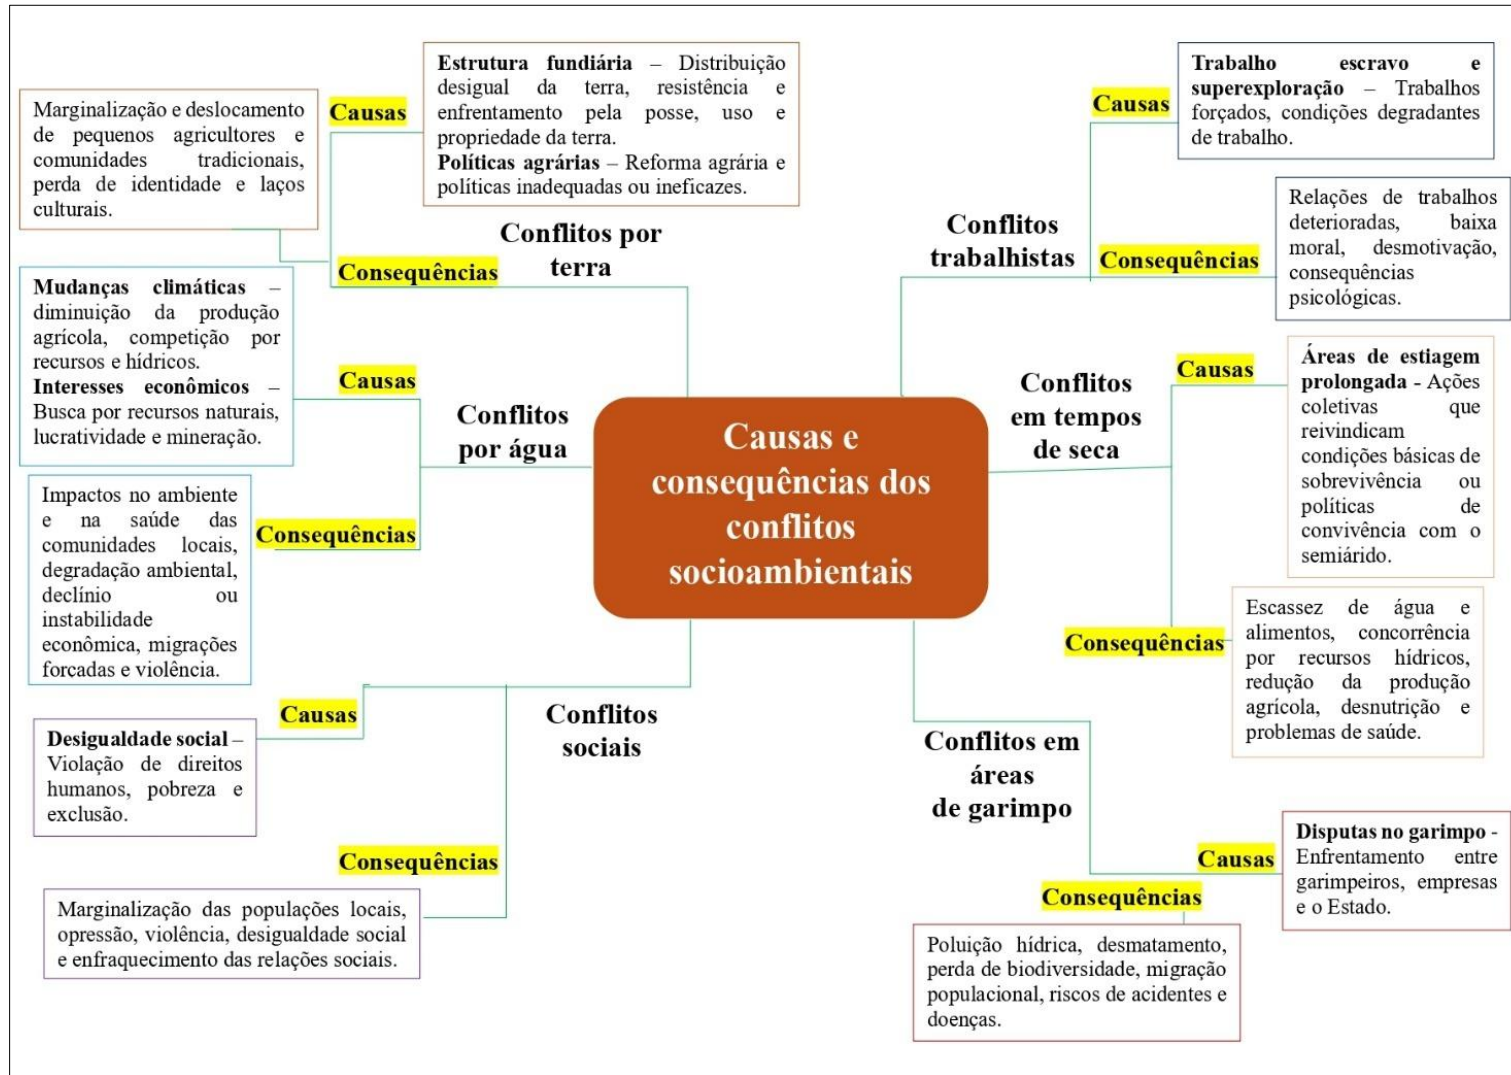 Causas e
consequências dos
conflitos
socioambientais
Conflitos por
terra
Causas
Estrutura fundiária – Distribuição
desigual da terra, resistência e
enfrentamento pela posse, uso e
propriedade da terra.
Políticas agrárias – Reforma agrária e
políticas inadequadas ou ineficazes.
Consequências
Marginalização e deslocamento
de pequenos agricultores e
comunidades tradicionais,
perda de identidade e laços
culturais.
Conflitos
por água
Causas
Mudanças climáticas –
diminuição da produção
agrícola, competição por
recursos e hídricos.
Interesses econômicos –
Busca por recursos naturais,
lucratividade e mineração.
Consequências
Impactos no ambiente
e na saúde das
comunidades locais,
degradação ambiental,
declínio ou
instabilidade
econômica, migrações
forcadas e violência.
Conflitos
sociais
Causas
Desigualdade social –
Violação de direitos
humanos, pobreza e
exclusão.
Consequências
Marginalização das populações locais,
opressão, violência, desigualdade social
e enfraquecimento das relações sociais.
Conflitos
trabalhistas
Causas
Trabalho escravo e
superexploração – Trabalhos
forçados, condições degradantes
de trabalho.
Consequências
Relações de trabalhos
deterioradas, baixa
moral, desmotivação,
consequências
psicológicas.
Conflitos
em tempos
de seca
Causas
Áreas de estiagem
prolongada - Ações
coletivas que
reivindicam
condições básicas de
sobrevivência ou
políticas de
convivência com o
semiárido.
Consequências
Escassez de água e
alimentos, concorrência
por recursos hídricos,
redução da produção
agrícola, desnutrição e
problemas de saúde.
Conflitos em
áreas
de garimpo
Causas
Disputas no garimpo -
Enfrentamento entre
garimpeiros, empresas
e o Estado.
Consequências
Poluição hídrica, desmatamento,
perda de biodiversidade, migração
populacional, riscos de acidentes e
doenças.